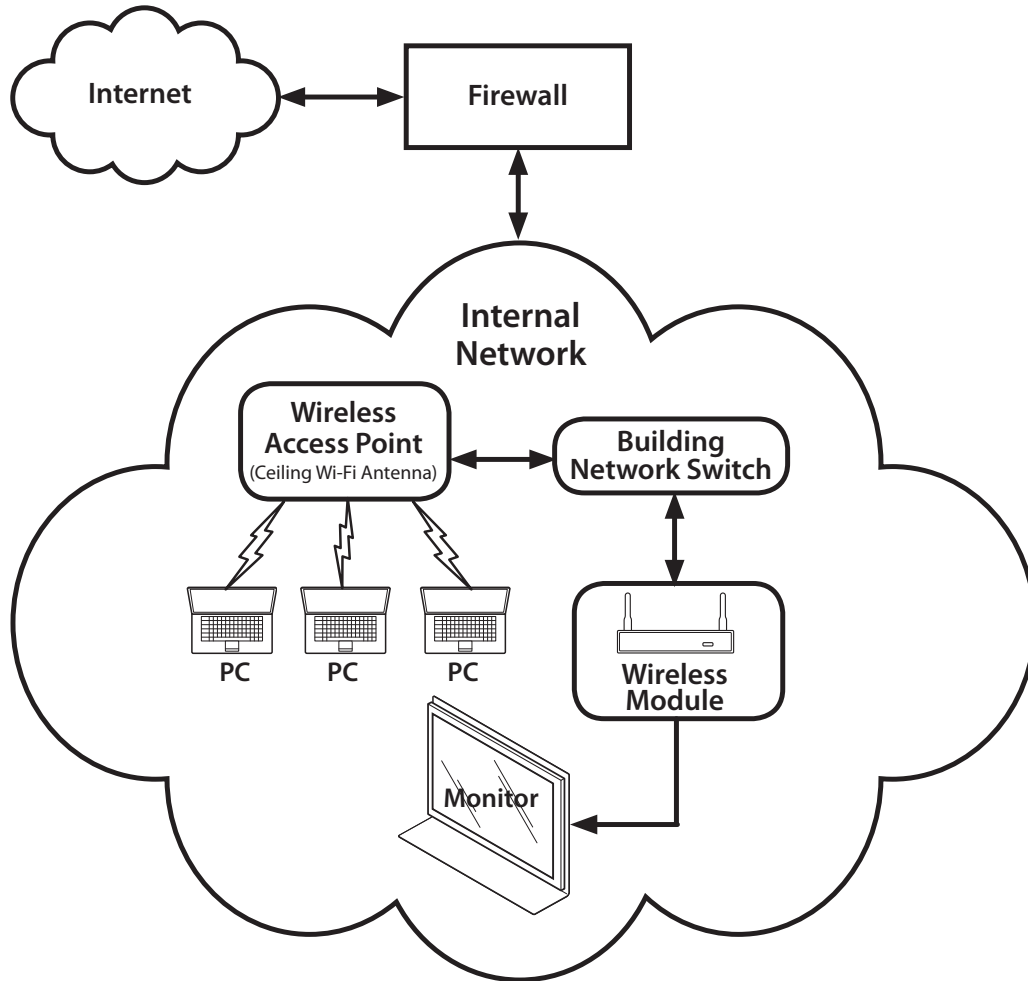 Internet
Firewall
Internal
Network
Wireless
Access Point
(Ceiling Wi-Fi Antenna)
Building
Network Switch
PC
PC
PC
Wireless
Module
Monitor